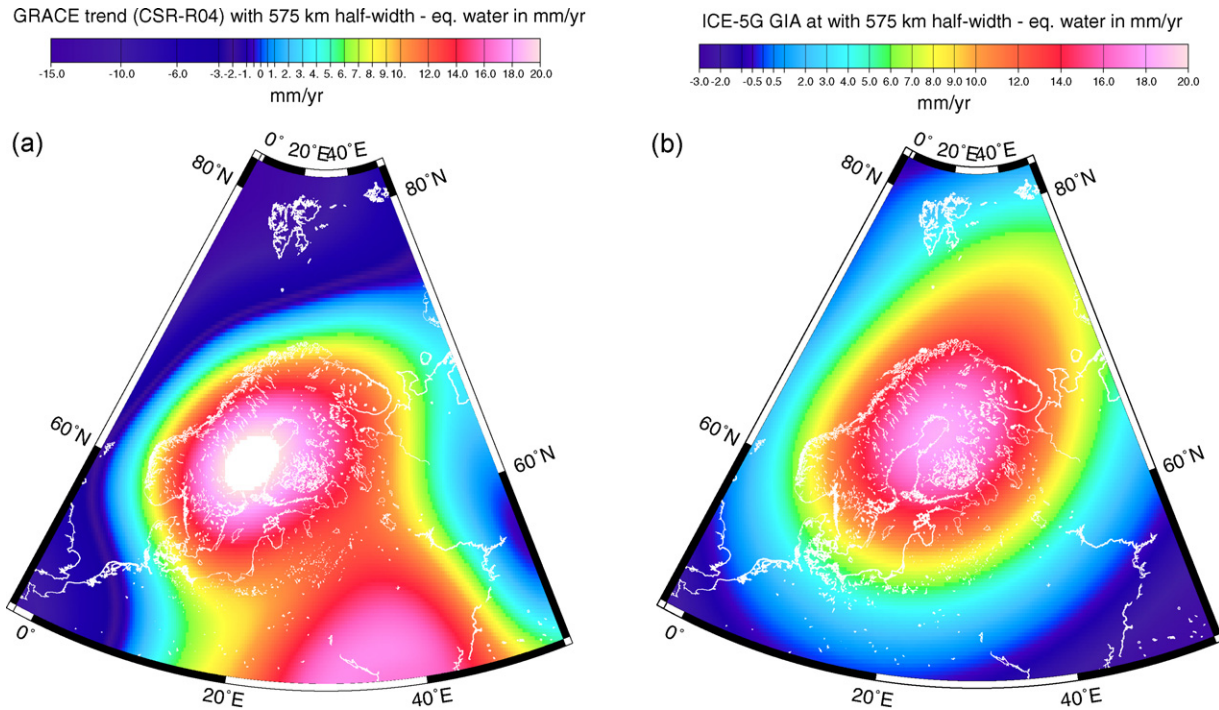 GRACE trend (CSR-R04) with 575 km half-width - eq. water in mm/yr
-15.0 -10.0 -6.0 -3. -2. -1. 0 1. 2. 3. 4. 5. 6. 7. 8. 9. 10. 12.0 14.0 16.0 18.0 20.0
mm/yr
ICE-5G GIA at with 575 km half-width - eq. water in mm/yr
-3.0 -2.0 -0.5 0.5 2.0 3.0 4.0 5.0 6.0 7.0 8.0 9.0 10.0 12.0 14.0 16.0 18.0 20.0
mm/yr
(a)
0˚ 20˚E 40˚E
80˚N
80˚N
60˚N
60˚N
0˚
20˚E
40˚E
(b)
0˚ 20˚E 40˚E
80˚N
80˚N
60˚N
60˚N
0˚
20˚E
40˚E